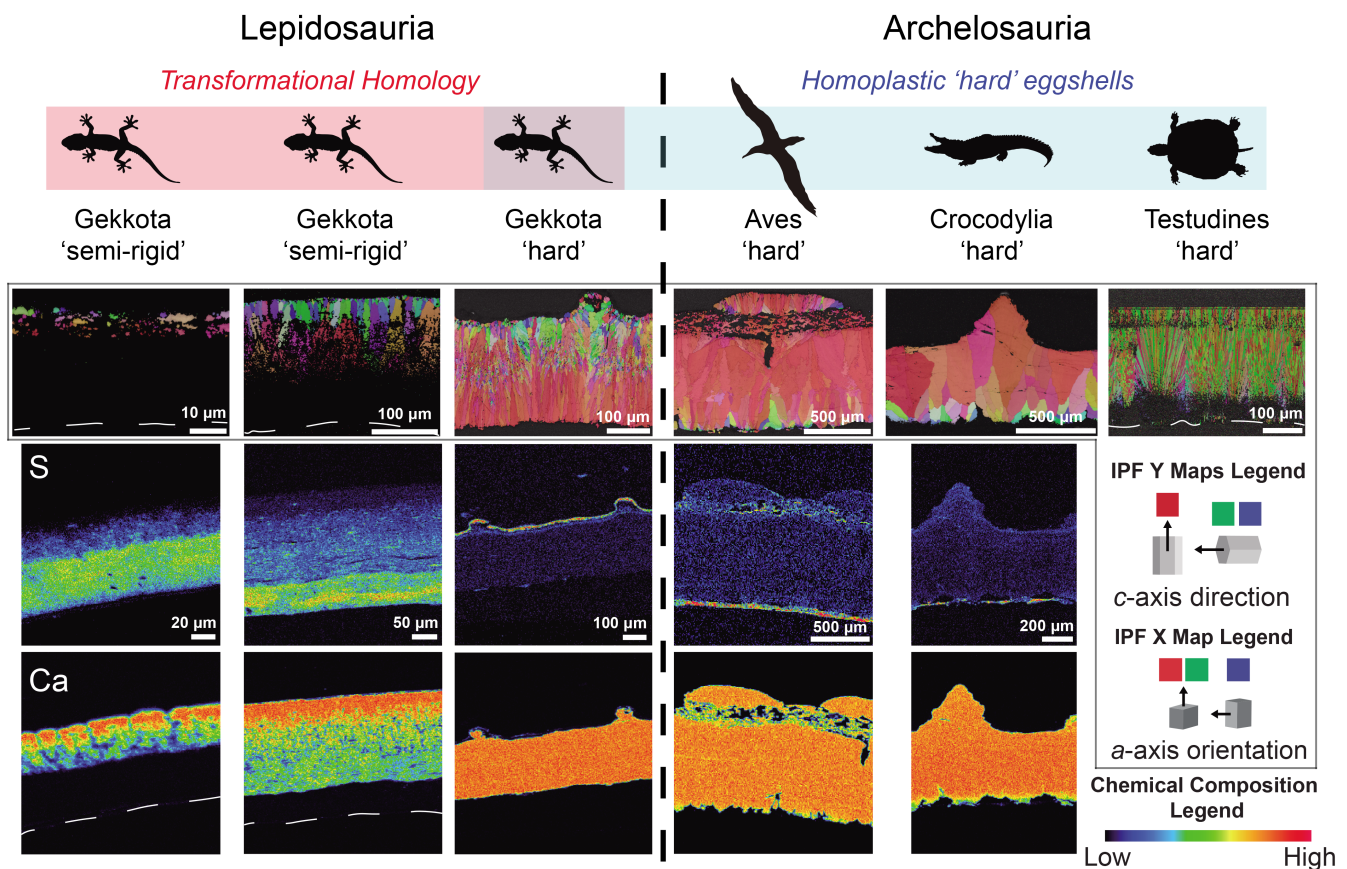 Lepidosauria
Archelosauria
Transformational Homology
Homoplastic ‘hard’ eggshells
Gekkota
‘semi-rigid’
Gekkota
‘semi-rigid’
Gekkota
‘hard’
Aves
‘hard’
Crocodylia
‘hard’
Testudines
‘hard’
10 µm
100 µm
100 µm
500 µm
500 µm
100 µm
S
20 µm
50 µm
100 µm
500 µm
200 µm
IPF Y Maps Legend
c-axis direction
IPF X Map Legend
a-axis orientation
Ca
Chemical Composition
Legend
Low
High